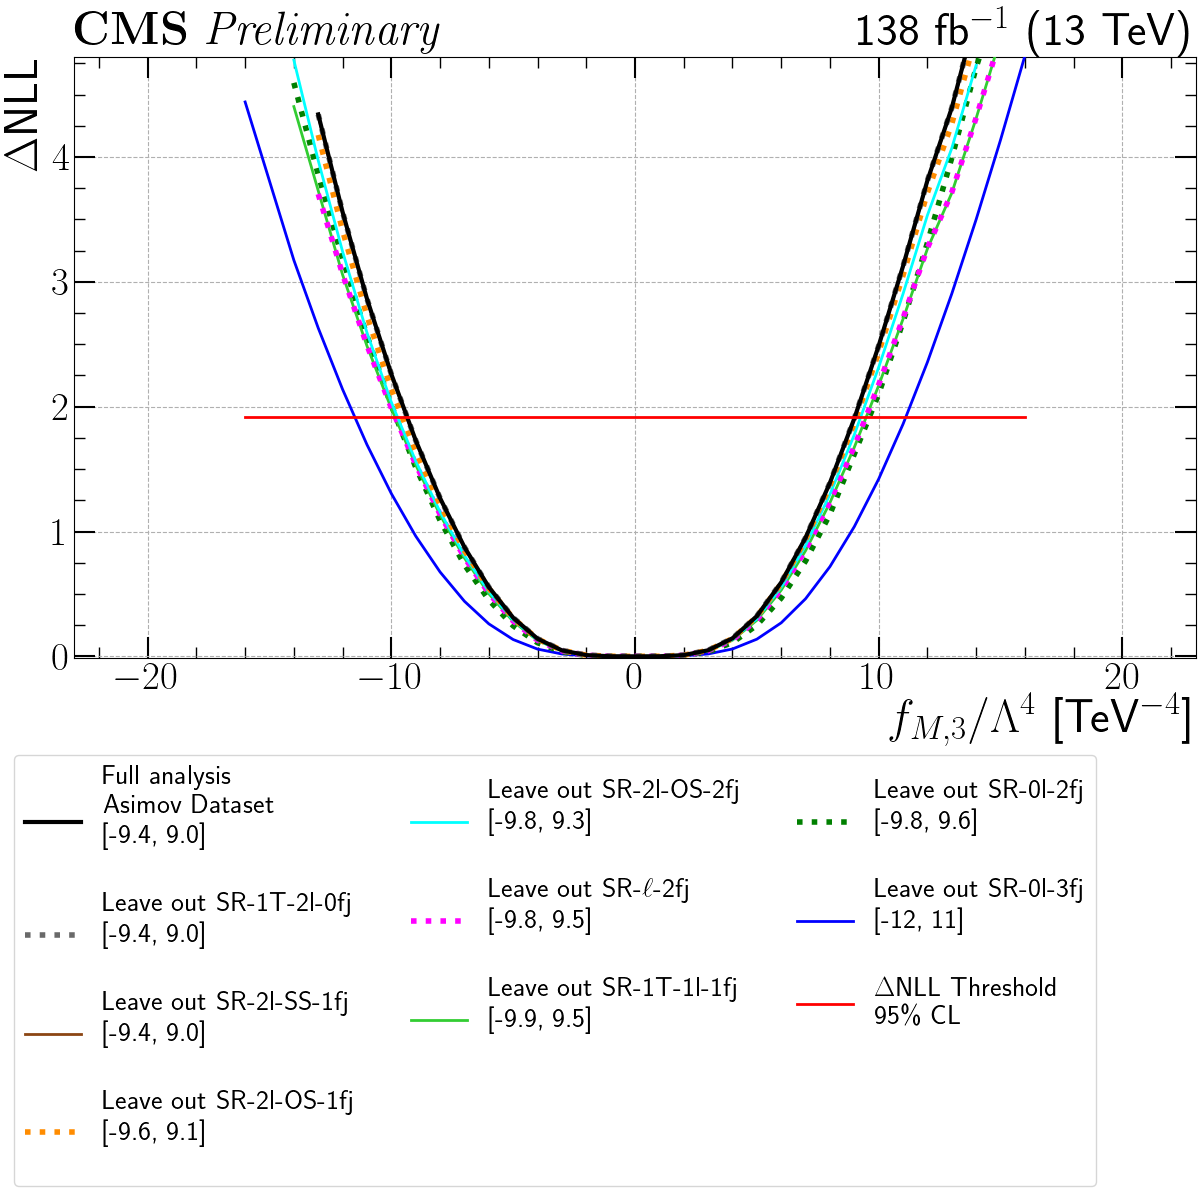 CMS Preliminary 138 fb⁻¹ (13 TeV)
ΔNLL
4
3
2
1
0
−20 −10 0 10 20
f_{M,3}/Λ⁴ [TeV⁻⁴]
Full analysis
Asimov Dataset
[-9.4, 9.0]
Leave out SR-1T-2l-0fj
[-9.4, 9.0]
Leave out SR-2l-SS-1fj
[-9.4, 9.0]
Leave out SR-2l-OS-1fj
[-9.6, 9.1]
Leave out SR-2l-OS-2fj
[-9.8, 9.3]
Leave out SR-ℓ-2fj
[-9.8, 9.5]
Leave out SR-1T-1l-1fj
[-9.9, 9.5]
Leave out SR-0l-2fj
[-9.8, 9.6]
Leave out SR-0l-3fj
[-12, 11]
ΔNLL Threshold
95% CL